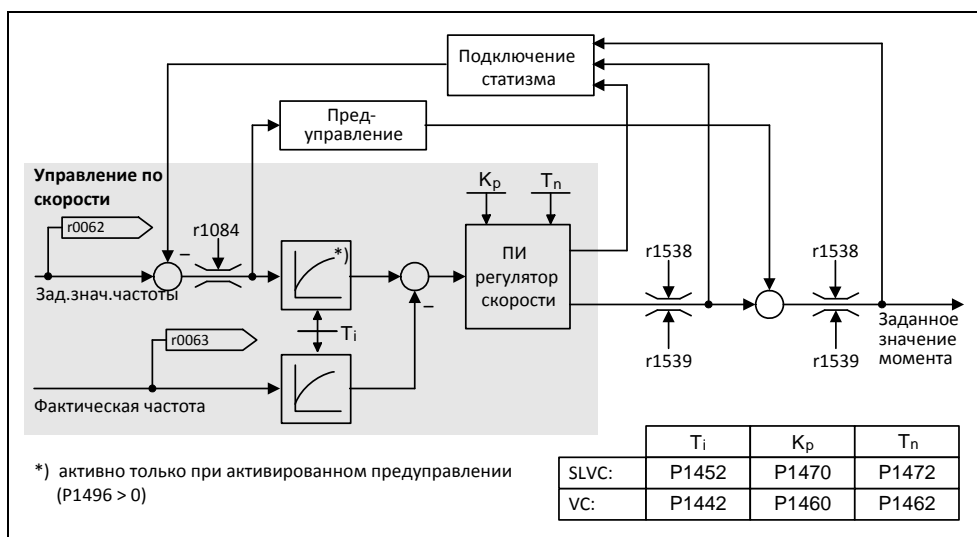 Подключение
статизма
Пред-
управление
Управление по
скорости
r0062
r1084
Kp
Tn
*)
ПИ
регулятор
скорости
r1538
r1538
–
–
Зад.знач.частоты
r0063
Ti
r1539
r1539
Заданное
значение
момента
Фактическая частота
*) активно только при активированном предуправлении
(P1496 > 0)
Ti Kp Tn
SLVC: P1452 P1470 P1472
VC: P1442 P1460 P1462